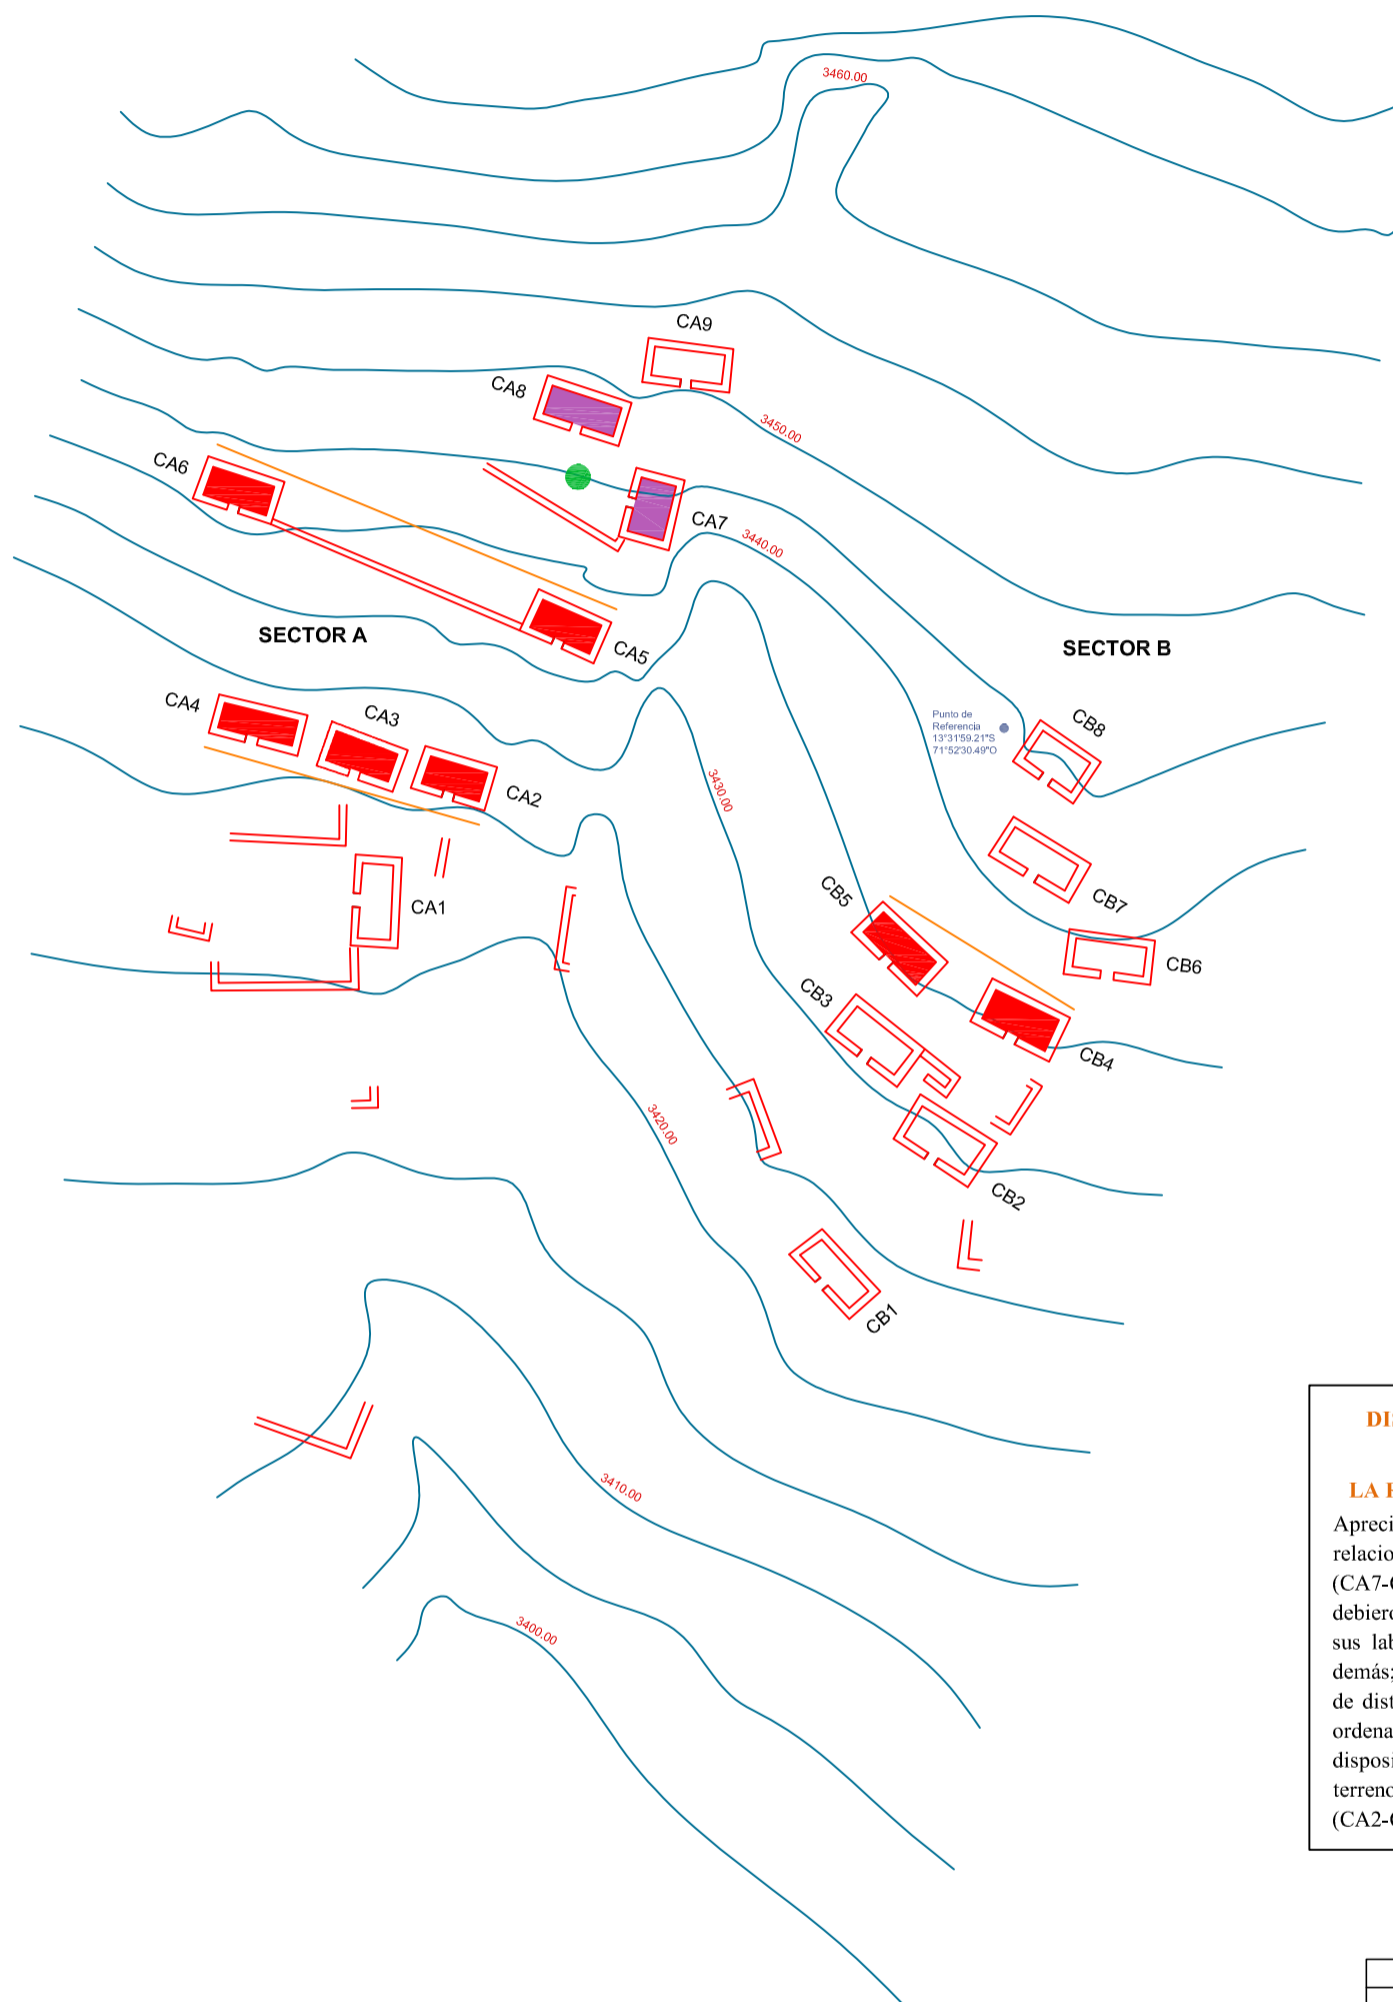 3460.00
CA9
CA8
3450.00
CA6
CA7
3440.00
SECTOR A
CA5
SECTOR B
CA4
CA3
Punto de
Referencia
13°31'59.21"S
71°52'30.49"O
CB8
CA2
3430.00
CB5
CB7
CA1
CB6
CB3
CB4
3420.00
CB2
CB1
LA
Apreci
relacio
(CA7-
debiero
sus lab
demás;
de dist
ordena
disposi
terreno
(CA2-
3410.00
3400.00